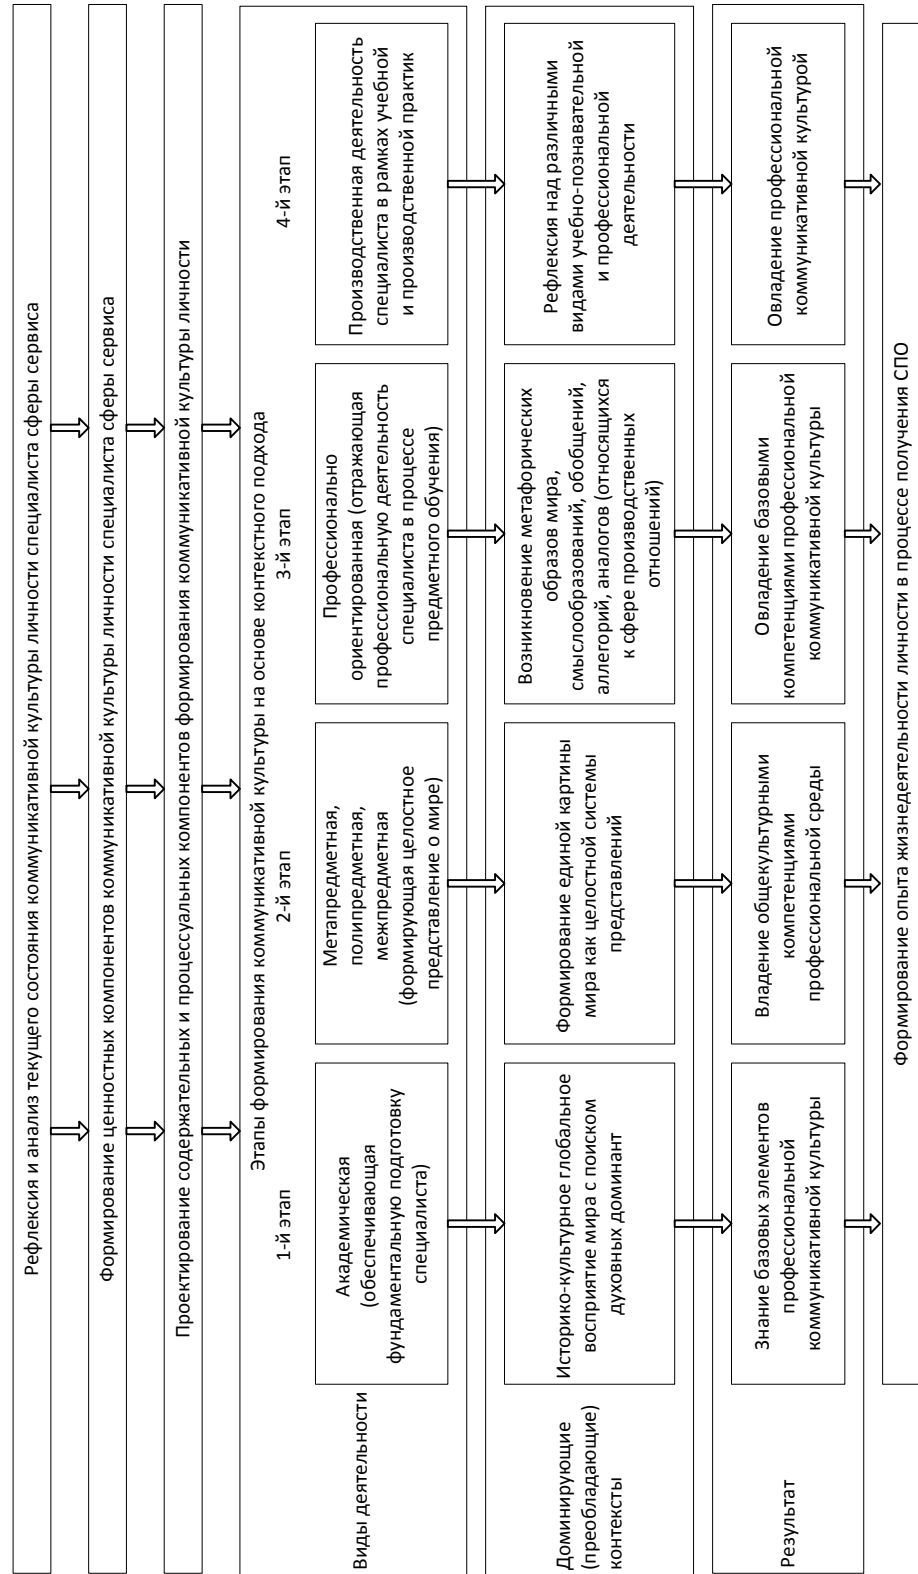 Рефлексия и анализ текущего состояния коммуникативной культуры личности специалиста сферы сервиса
Формирование ценностных компонентов коммуникативной культуры личности специалиста сферы сервиса
Проектирование содержательных и процессуальных компонентов формирования коммуникативной культуры личности
Этапы формирования коммуникативной культуры на основе контекстного подхода
1-й этап
2-й этап
3-й этап
4-й этап
Виды деятельности
Академическая
(обеспечивающая
фундаментальную подготовку
специалиста)
Метапредметная,
полипредметная,
межпредметная
(формирующая целостное
представление о мире)
Профессионально
ориентированная (отражающая
профессиональную деятельность
специалиста в процессе
предметного обучения)
Производственная деятельность
специалиста в рамках учебной
и производственной практик
Доминирующие
(преобладающие)
контексты
Историко-культурное глобальное
восприятие мира с поиском
духовных доминант
Формирование единой картины
мира как целостной системы
представлений
Возникновение метафорических
образов мира,
смыслообразований, обобщений,
аллегорий, аналогов (относящихся
к сфере производственных
отношений)
Рефлексия над различными
видами учебно-познавательной
и профессиональной
деятельности
Результат
Знание базовых элементов
профессиональной
коммуникативной культуры
Владение общекультурными
компетенциями
профессиональной среды
Овладение базовыми
компетенциями профессиональной
коммуникативной культуры
Овладение профессиональной
коммуникативной культурой
Формирование опыта жизнедеятельности личности в процессе получения СПО